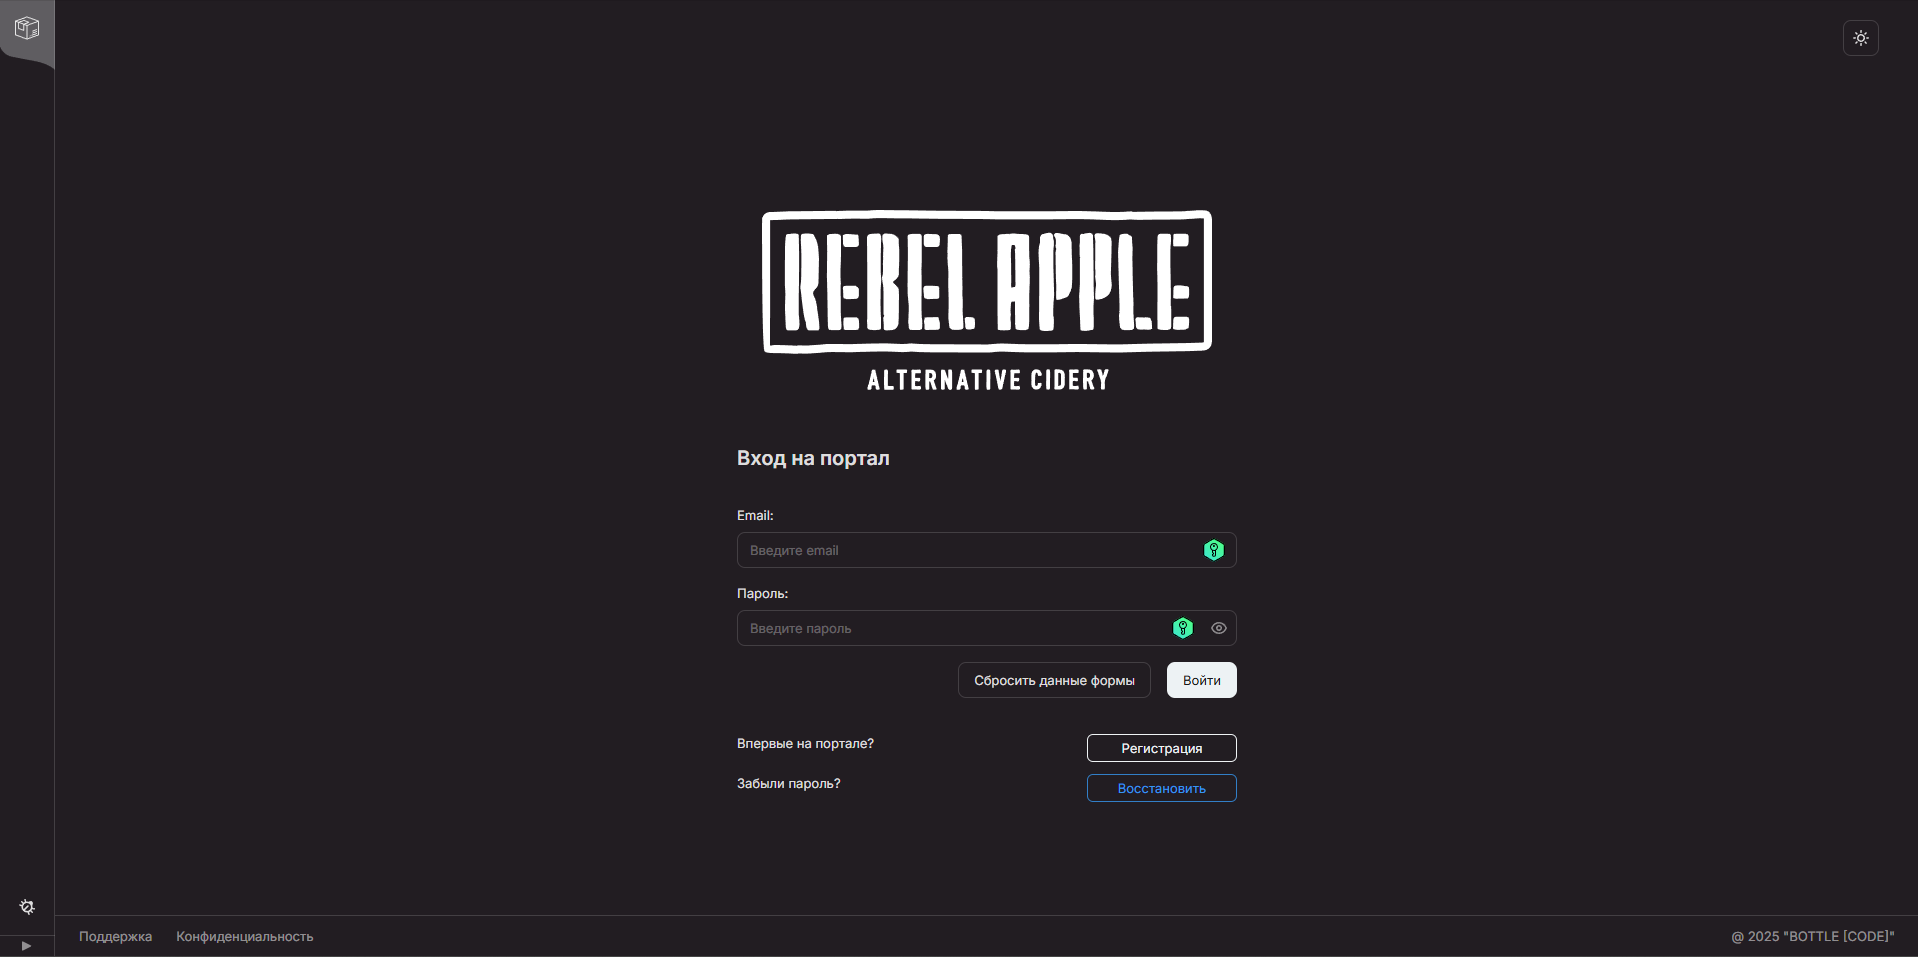 REBEL APPLE
ALTERNATIVE CIDERY
Вход на портал
Email:
Введите email
Пароль:
Введите пароль
Сбросить данные формы
Войти
Впервые на портале?
Регистрация
Забыли пароль?
Восстановить
Поддержка
Конфиденциальность
@ 2025 "BOTTLE [CODE]"